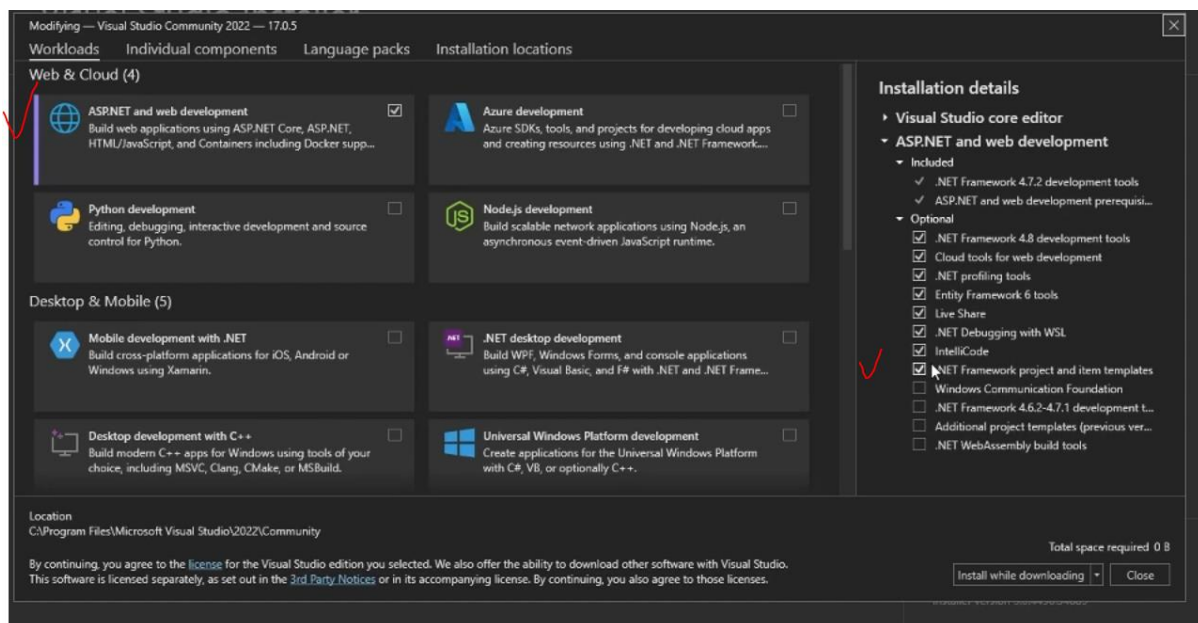 Modifying — Visual Studio Community 2022 — 17.0.5
Workloads Individual components Language packs Installation locations
Web & Cloud (4)
ASP.NET and web development
Build web applications using ASP.NET Core, ASP.NET,
HTML/JavaScript, and Containers including Docker supp...
Azure development
Azure SDKs, tools, and projects for developing cloud apps
and creating resources using .NET and .NET Framework....
Python development
Editing, debugging, interactive development and source
control for Python.
Node.js development
Build scalable network applications using Node.js, an
asynchronous event-driven JavaScript runtime.
Desktop & Mobile (5)
Mobile development with .NET
Build cross-platform applications for iOS, Android or
Windows using Xamarin.
.NET desktop development
Build WPF, Windows Forms, and console applications
using C#, Visual Basic, and F# with .NET and .NET Frame...
Desktop development with C++
Build modern C++ apps for Windows using tools of your
choice, including MSVC, Clang, CMake, or MSBuild.
Universal Windows Platform development
Create applications for the Universal Windows Platform
with C#, VB, or optionally C++.
Installation details
Visual Studio core editor
ASP.NET and web development
Included
.NET Framework 4.7.2 development tools
ASP.NET and web development prerequisi...
Optional
.NET Framework 4.8 development tools
Cloud tools for web development
.NET profiling tools
Entity Framework 6 tools
Live Share
.NET Debugging with WSL
IntelliCode
.NET Framework project and item templates
Windows Communication Foundation
.NET Framework 4.6.2-4.7.1 development t...
Additional project templates (previous ver...
.NET WebAssembly build tools
Location
C:\Program Files\Microsoft Visual Studio\2022\Community
By continuing, you agree to the license for the Visual Studio edition you selected. We also offer the ability to download other software with Visual Studio.
This software is licensed separately, as set out in the 3rd Party Notices or in its accompanying license. By continuing, you also agree to those licenses.
Total space required 0 B
Install while downloading
Close